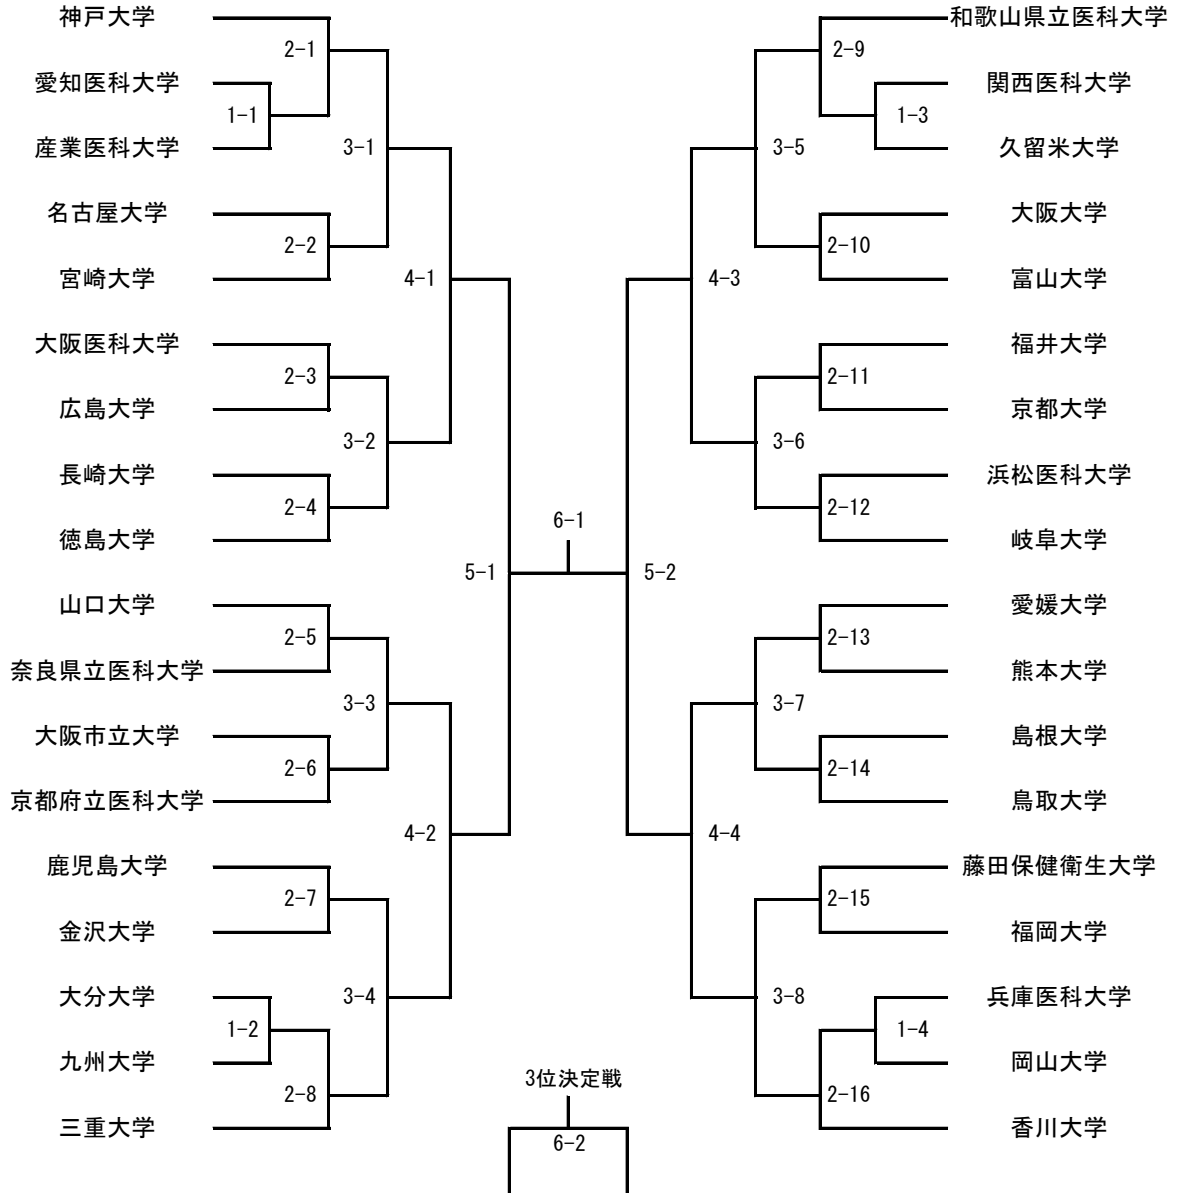 神戸大学
和歌山県立医科大学
2-1
2-9
愛知医科大学
関西医科大学
1-1
1-3
産業医科大学
3-1
3-5
久留米大学
名古屋大学
大阪大学
2-2
2-10
宮崎大学
4-1
4-3
富山大学
大阪医科大学
福井大学
2-3
2-11
広島大学
京都大学
3-2
3-6
長崎大学
浜松医科大学
2-4
2-12
6-1
徳島大学
岐阜大学
5-1
5-2
山口大学
愛媛大学
2-5
2-13
奈良県立医科大学
熊本大学
3-3
3-7
大阪市立大学
島根大学
2-6
2-14
京都府立医科大学
鳥取大学
4-2
4-4
鹿児島大学
藤田保健衛生大学
2-7
2-15
金沢大学
福岡大学
大分大学
3-4
3-8
兵庫医科大学
1-2
1-4
九州大学
岡山大学
3位決定戦
2-8
2-16
三重大学
香川大学
6-2